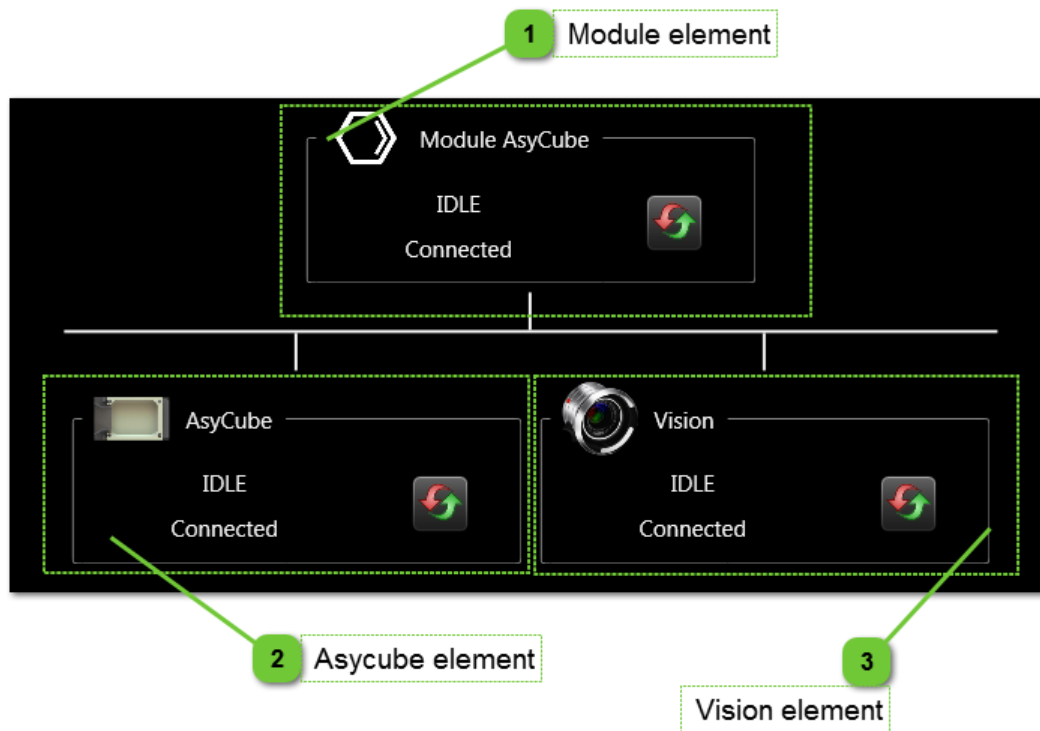 1 Module element
Module AsyCube
IDLE
Connected
AsyCube
IDLE
Connected
Vision
IDLE
Connected
2 Asycube element
3
Vision element